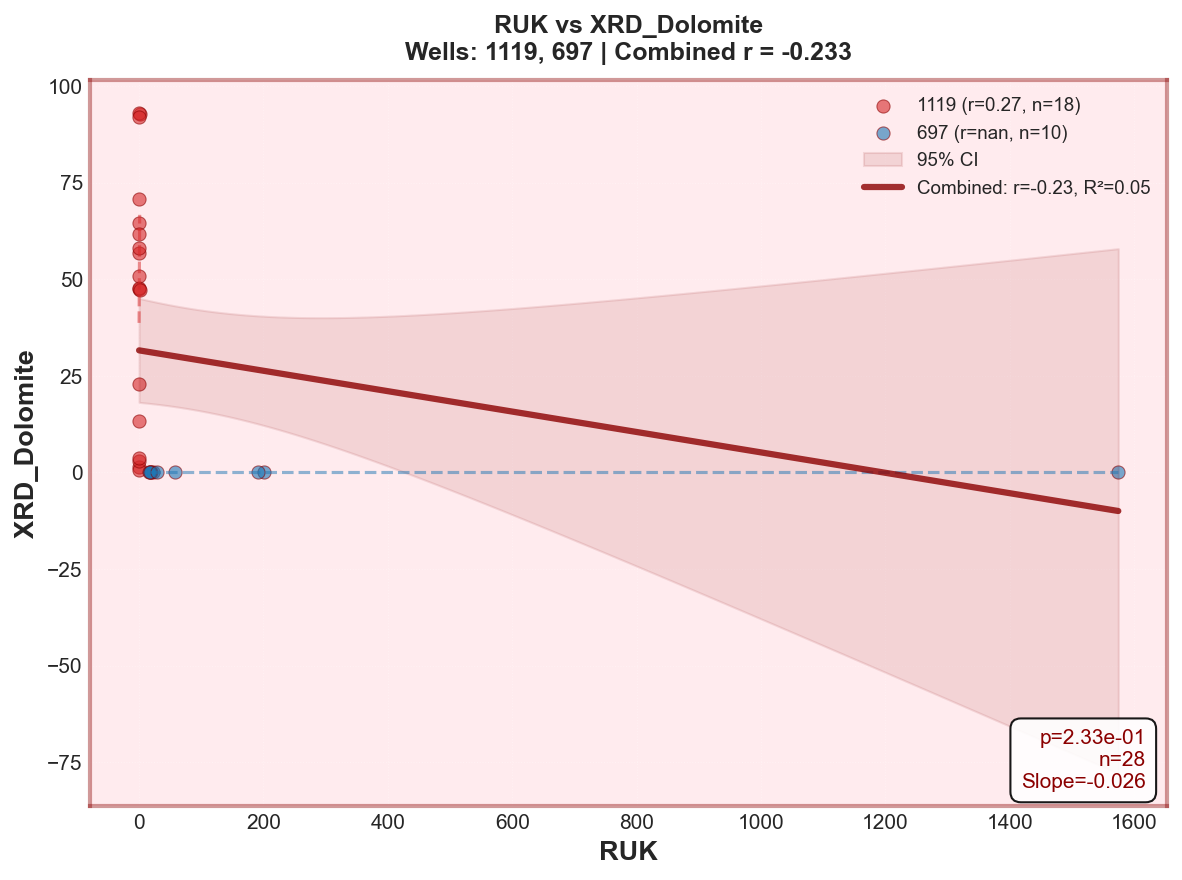 RUK vs XRD_Dolomite
Wells: 1119, 697 | Combined r = -0.233
1119 (r=0.27, n=18)
697 (r=nan, n=10)
95% CI
Combined: r=-0.23, R²=0.05
XRD_Dolomite
100
75
50
25
0
−25
−50
−75
p=2.33e-01
n=28
Slope=-0.026
0 200 400 600 800 1000 1200 1400 1600
RUK